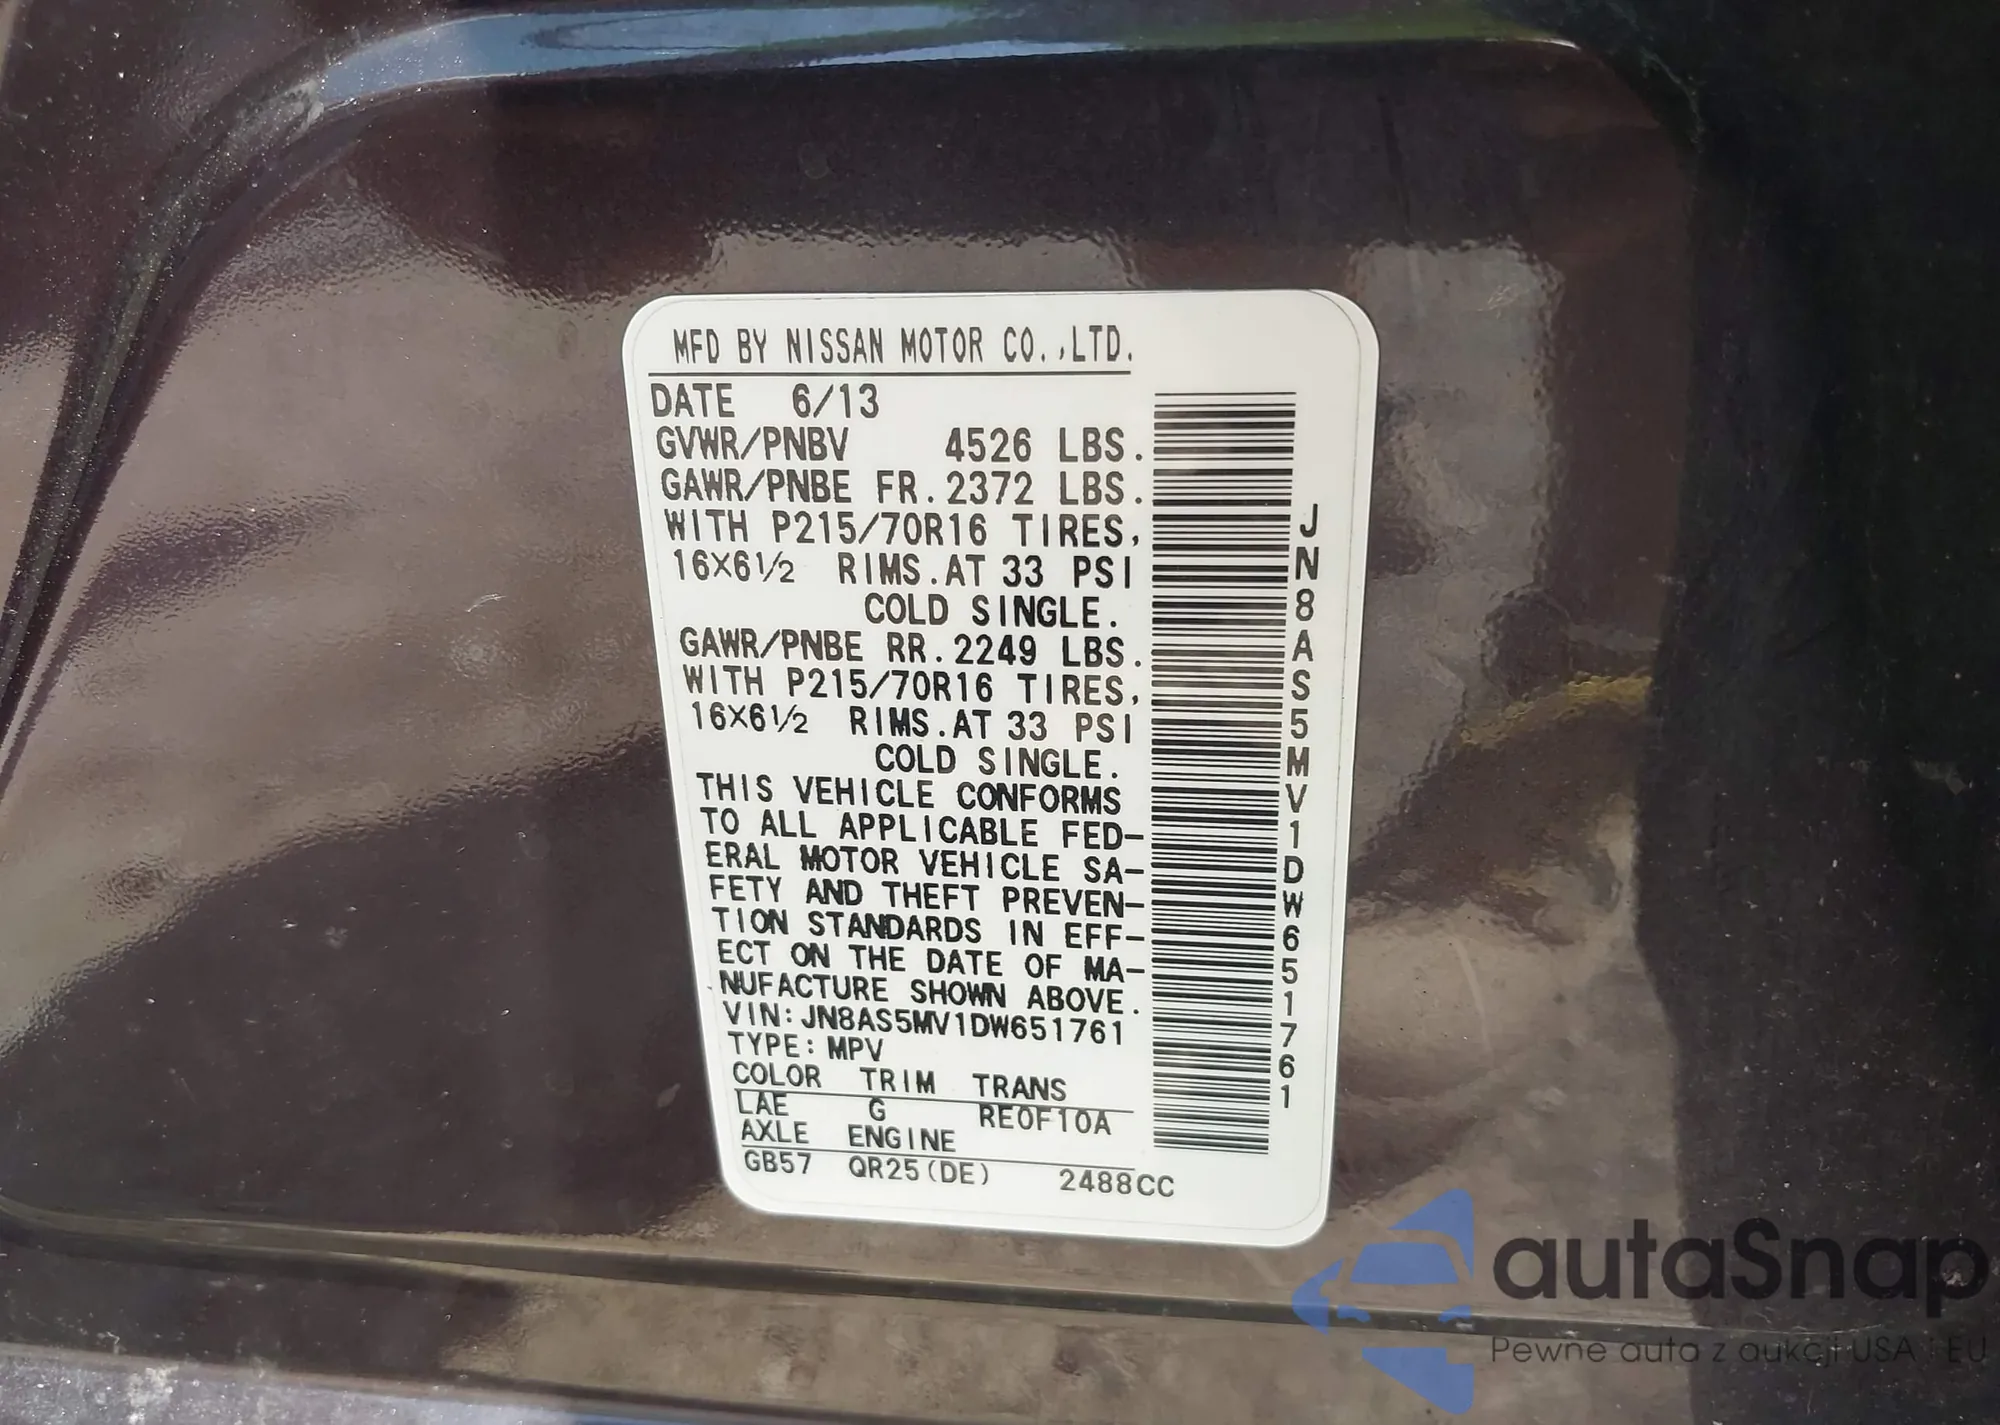 MFD BY NISSAN MOTOR CO.,LTD.
DATE 6/13
GVWR/PNBV 4526 LBS.
GAWR/PNBE FR.2372 LBS.
WITH P215/70R16 TIRES,
16X6½ RIMS.AT 33 PSI
COLD SINGLE.
GAWR/PNBE RR.2249 LBS.
WITH P215/70R16 TIRES,
16X6½ RIMS.AT 33 PSI
COLD SINGLE.
THIS VEHICLE CONFORMS
TO ALL APPLICABLE FED-
ERAL MOTOR VEHICLE SA-
FETY AND THEFT PREVEN-
TION STANDARDS IN EFF-
ECT ON THE DATE OF MA-
NUFACTURE SHOWN ABOVE.
VIN:JN8AS5MV1DW651761
TYPE:MPV
COLOR TRIM TRANS
LAE G RE0F10A
AXLE ENGINE
GB57 QR25(DE) 2488CC
JN8AS5MV1DW651761
autaSnap
Pewne auta z aukcji USA i EU